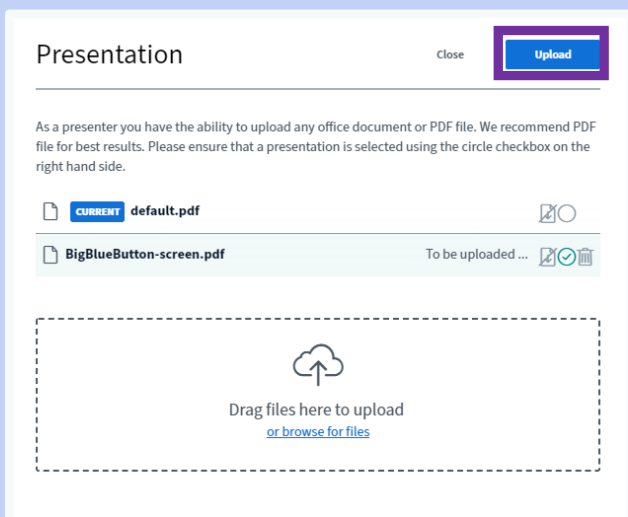 Presentation
Close
Upload
As a presenter you have the ability to upload any office document or PDF file. We recommend PDF
file for best results. Please ensure that a presentation is selected using the circle checkbox on the
right hand side.
CURRENT default.pdf
BigBlueButton-screen.pdf To be uploaded ...
Drag files here to upload
or browse for files